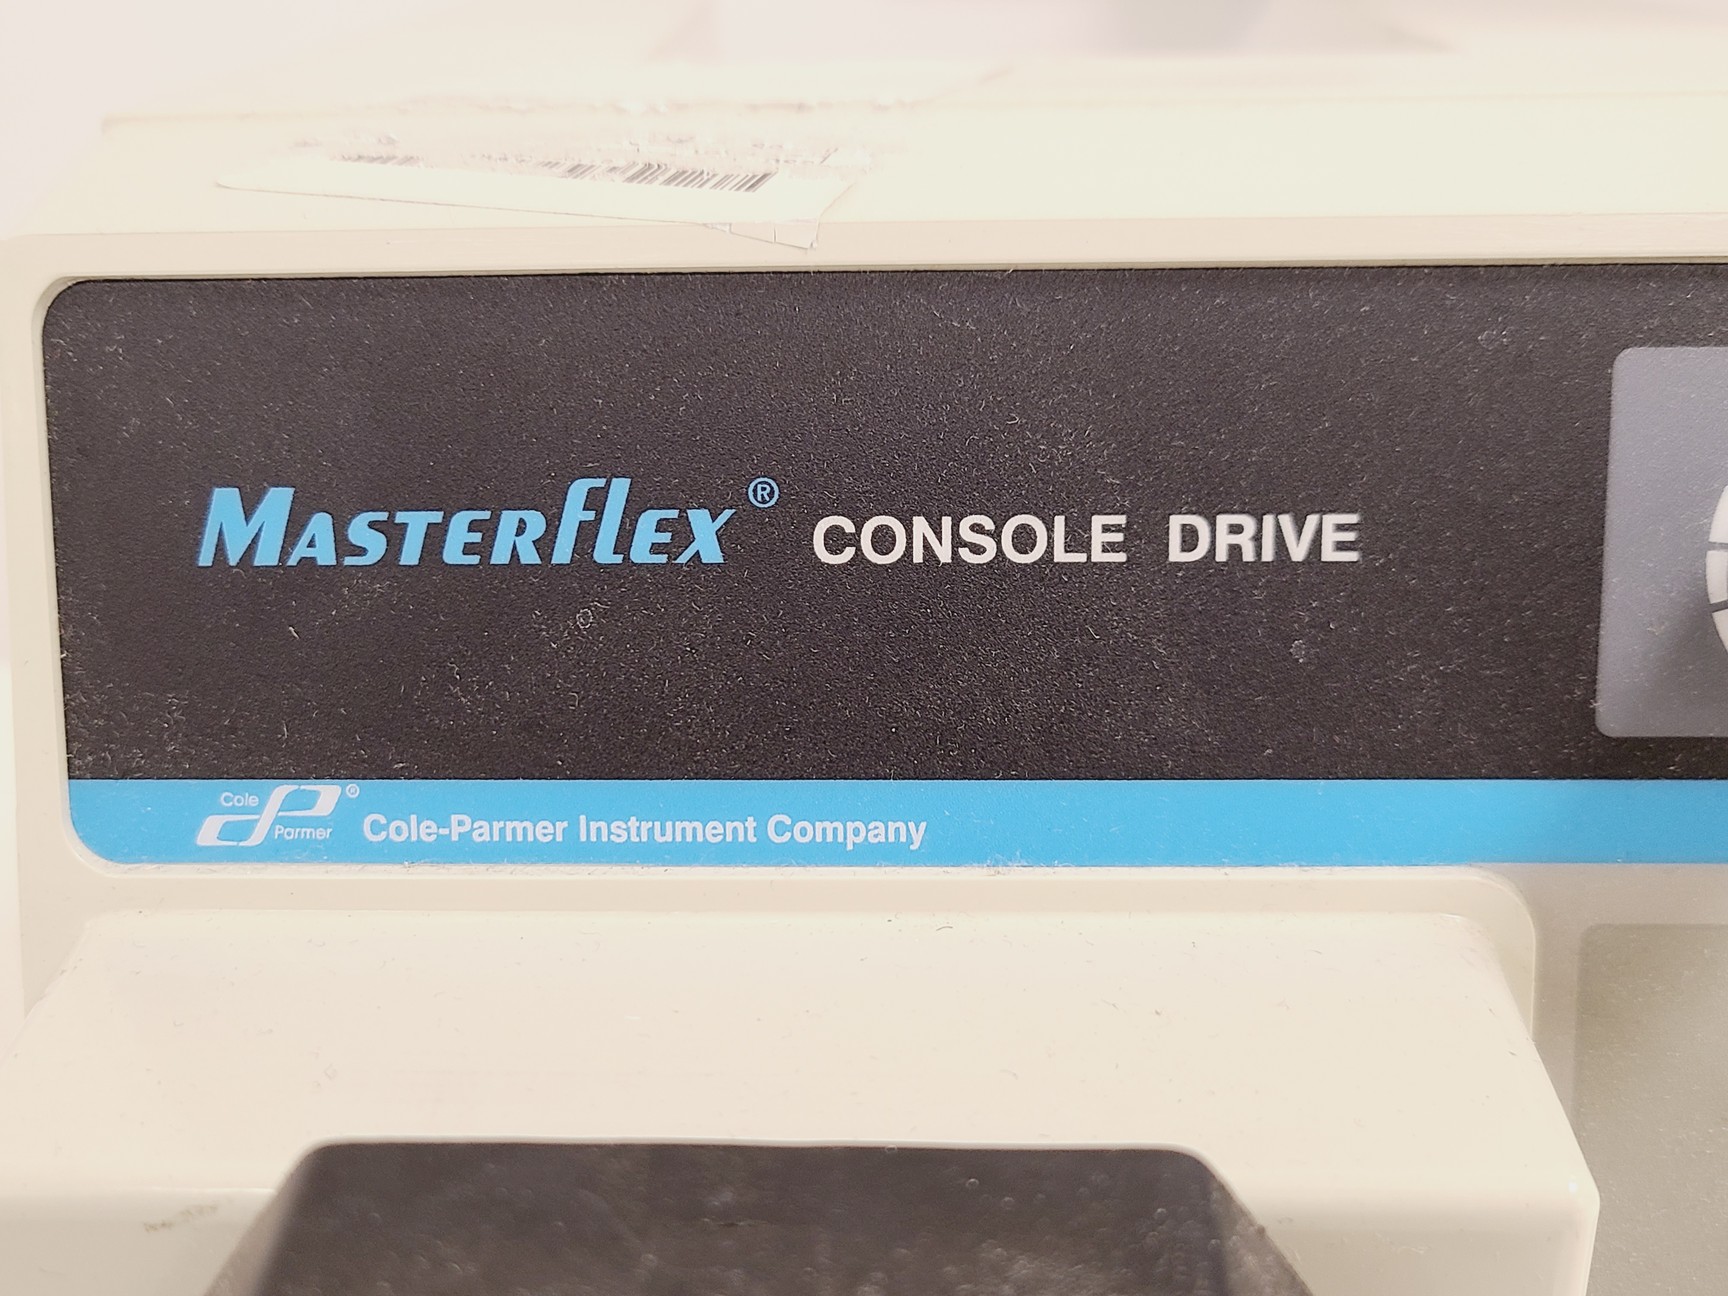 MASTERFLEX® CONSOLE DRIVE
Cole
Parmer ® Cole-Parmer Instrument Company